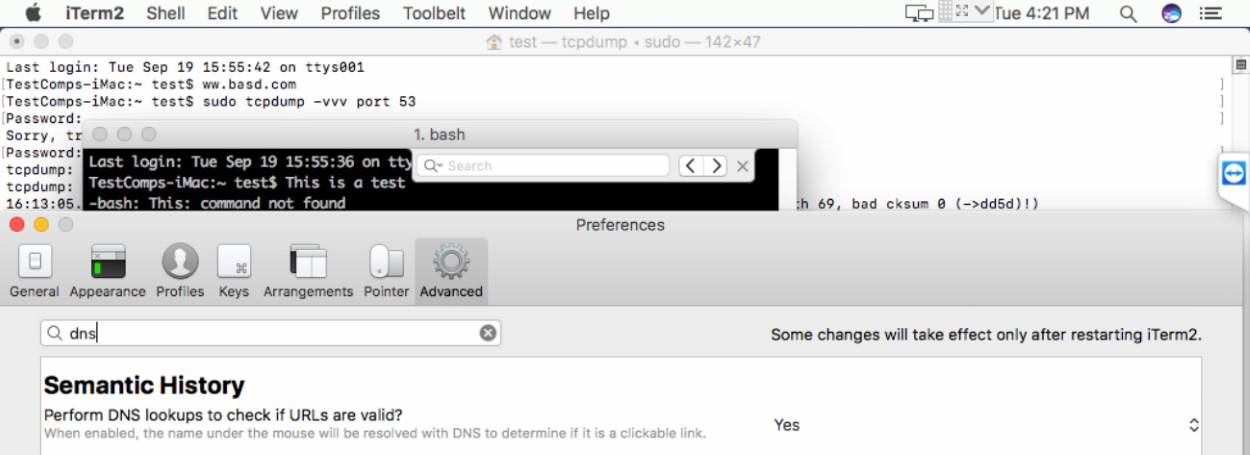 iTerm2 Shell Edit View Profiles Toolbelt Window Help Tue 4:21 PM
test — tcpdump ◂ sudo — 142×47
Last login: Tue Sep 19 15:55:42 on ttys001
[TestComps-iMac:~ test$ ww.basd.com ]
[TestComps-iMac:~ test$ sudo tcpdump -vvv port 53 ]
[Password: ]
Sorry, tr
[Password: ]
tcpdump:
tcpdump:
16:13:05. th 69, bad cksum 0 (->dd5d)!)
1. bash
Last login: Tue Sep 19 15:55:36 on tty
Search
TestComps-iMac:~ test$ This is a test
-bash: This: command not found
Preferences
General Appearance Profiles Keys Arrangements Pointer Advanced
dns
Some changes will take effect only after restarting iTerm2.
Semantic History
Perform DNS lookups to check if URLs are valid?
Yes
When enabled, the name under the mouse will be resolved with DNS to determine if it is a clickable link.